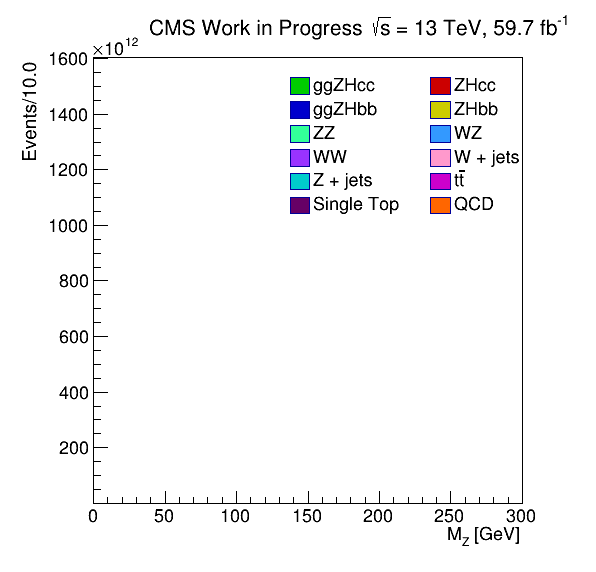 CMS Work in Progress √s = 13 TeV, 59.7 fb⁻¹
×10¹²
Events/10.0
1600
1400
1200
1000
800
600
400
200
ggZHcc ZHcc
ggZHbb ZHbb
ZZ WZ
WW W + jets
Z + jets tt̄
Single Top QCD
0 50 100 150 200 250 300
M_Z [GeV]